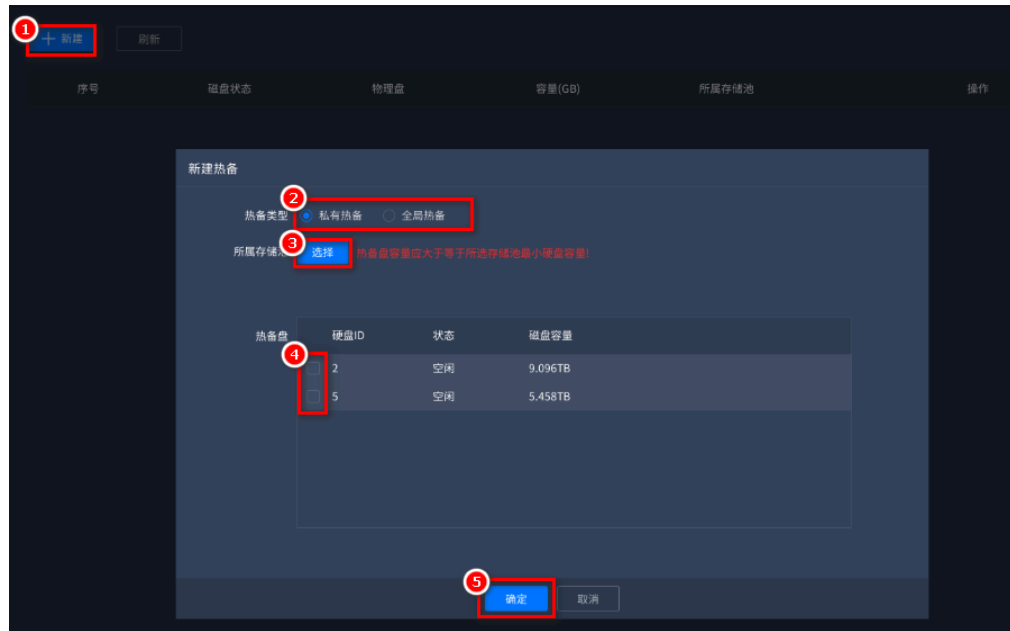 1
+ 新建 刷新
序号 磁盘状态 物理盘 容量(GB) 所属存储池 操作
新建热备
2
热备类型 私有热备 全局热备
3
所属存储池 选择 热备盘容量应大于等于所选存储池最小硬盘容量!
热备盘 硬盘ID 状态 磁盘容量
4
2 空闲 9.096TB
5 空闲 5.458TB
5
确定 取消